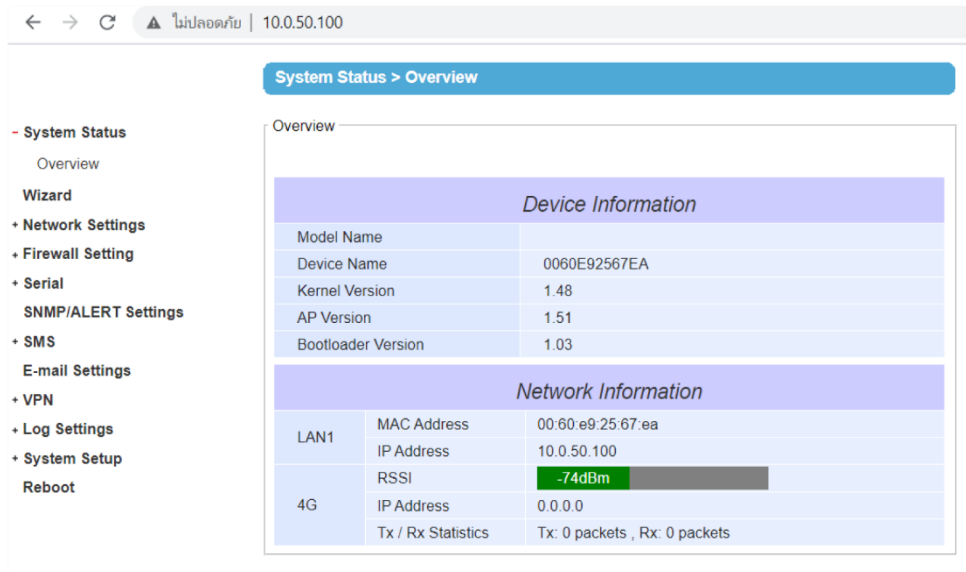 ไม่ปลอดภัย | 10.0.50.100
System Status > Overview
- System Status
Overview
Wizard
+ Network Settings
+ Firewall Setting
+ Serial
SNMP/ALERT Settings
+ SMS
E-mail Settings
+ VPN
+ Log Settings
+ System Setup
Reboot
Overview
Device Information
Model Name
Device Name 0060E92567EA
Kernel Version 1.48
AP Version 1.51
Bootloader Version 1.03
Network Information
LAN1
MAC Address 00:60:e9:25:67:ea
IP Address 10.0.50.100
4G
RSSI -74dBm
IP Address 0.0.0.0
Tx / Rx Statistics Tx: 0 packets , Rx: 0 packets